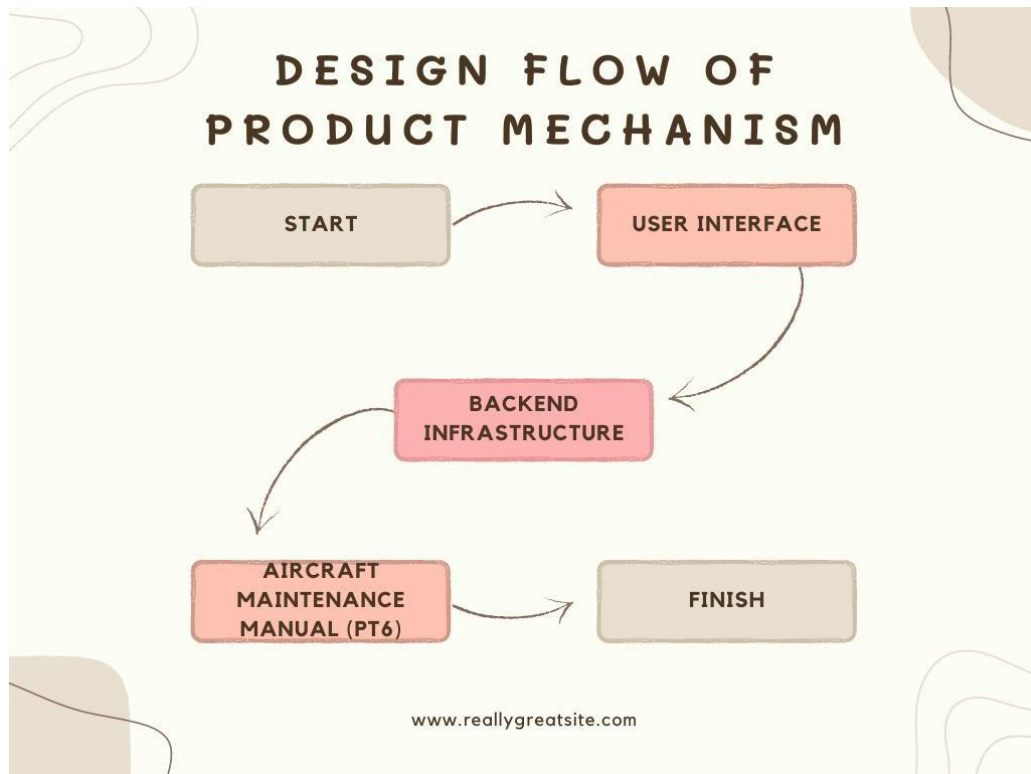 DESIGN FLOW OF
PRODUCT MECHANISM
START
USER INTERFACE
BACKEND
INFRASTRUCTURE
AIRCRAFT
MAINTENANCE
MANUAL (PT6)
FINISH
www.reallygreatsite.com